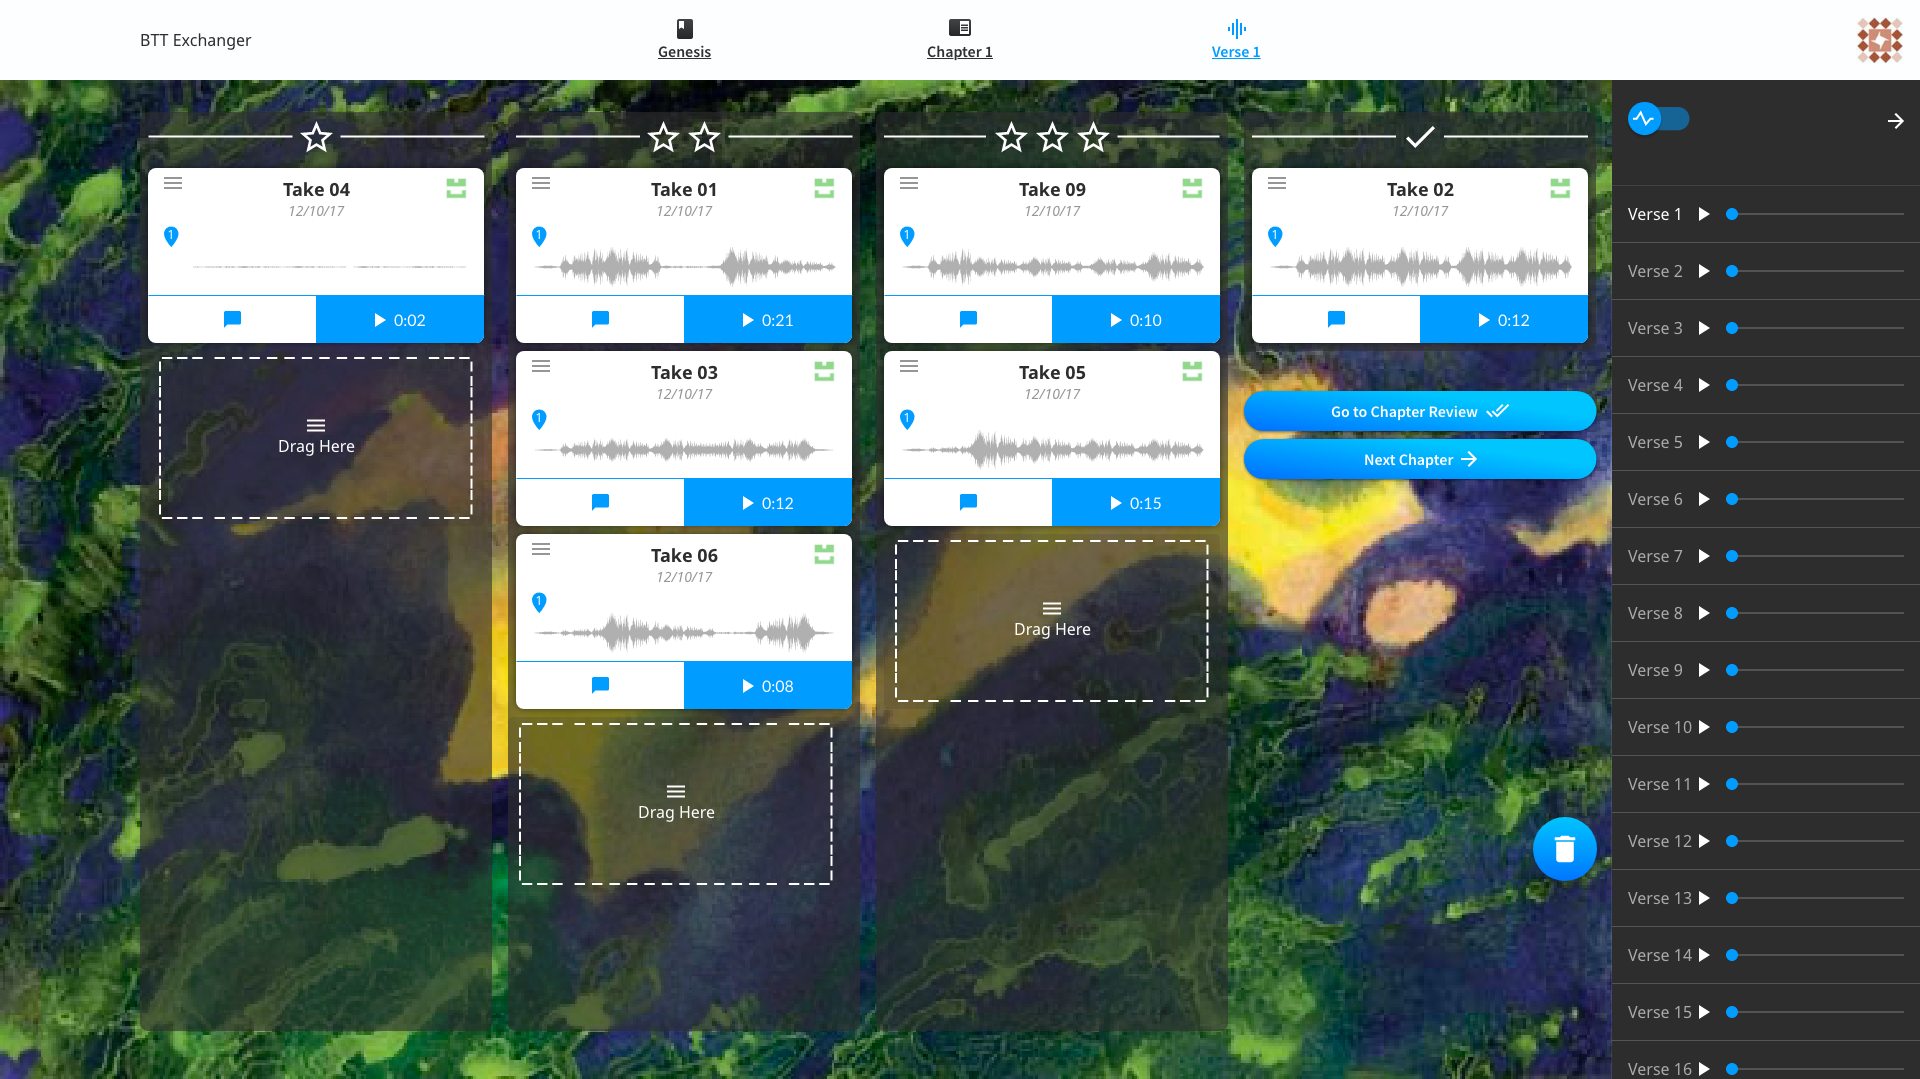 BTT Exchanger
Genesis
Chapter 1
Verse 1
Take 04
12/10/17
1
0:02
Drag Here
Take 01
12/10/17
1
0:21
Take 03
12/10/17
1
0:12
Take 06
12/10/17
1
0:08
Drag Here
Take 09
12/10/17
1
0:10
Take 05
12/10/17
1
0:15
Drag Here
Take 02
12/10/17
1
0:12
Go to Chapter Review
Next Chapter
Verse 1
Verse 2
Verse 3
Verse 4
Verse 5
Verse 6
Verse 7
Verse 8
Verse 9
Verse 10
Verse 11
Verse 12
Verse 13
Verse 14
Verse 15
Verse 16